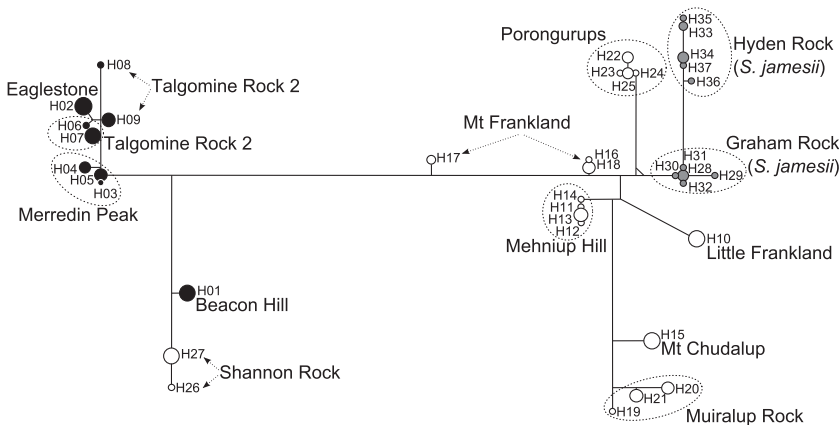 H35
H33
Porongurups
H22
H34
Hyden Rock
H08
H37
(S. jamesii)
H23
H24
Talgomine Rock 2
H36
Eaglestone
H25
H02
H09
Mt Frankland
H06
H07
Talgomine Rock 2
Graham Rock
H17
H16
H31
H04
H18
H30
H28
H29
(S. jamesii)
H05
H03
H32
Merredin Peak
H14
H11
H13
H12
H10
Mehniup Hill
Little Frankland
H01
Beacon Hill
H15
H27
Mt Chudalup
Shannon Rock
H26
H20
H21
H19
Muiralup Rock